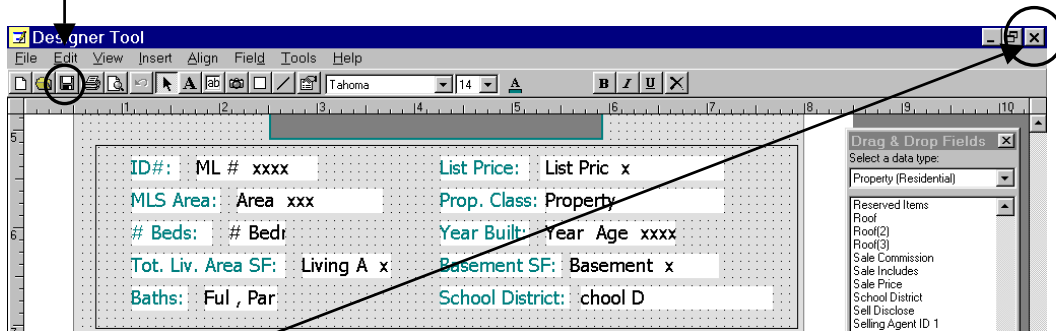 Designer Tool
File Edit View Insert Align Field Tools Help
A ab Tahoma 14 A B I U
1 2 3 4 5 6 7 8 9 10
5
Drag & Drop Fields
Select a data type:
ID#: ML # xxxx List Price: List Pric x
Property (Residential)
MLS Area: Area xxx Prop. Class: Property
Reserved Items
Roof
6
# Beds: # Bedr Year Built: Year Age xxxx
Roof(2)
Roof(3)
Sale Commission
Tot. Liv. Area SF: Living A x Basement SF: Basement x
Sale Includes
Sale Price
Baths: Ful , Par School District: chool D
School District
Sell Disclose
Selling Agent ID 1